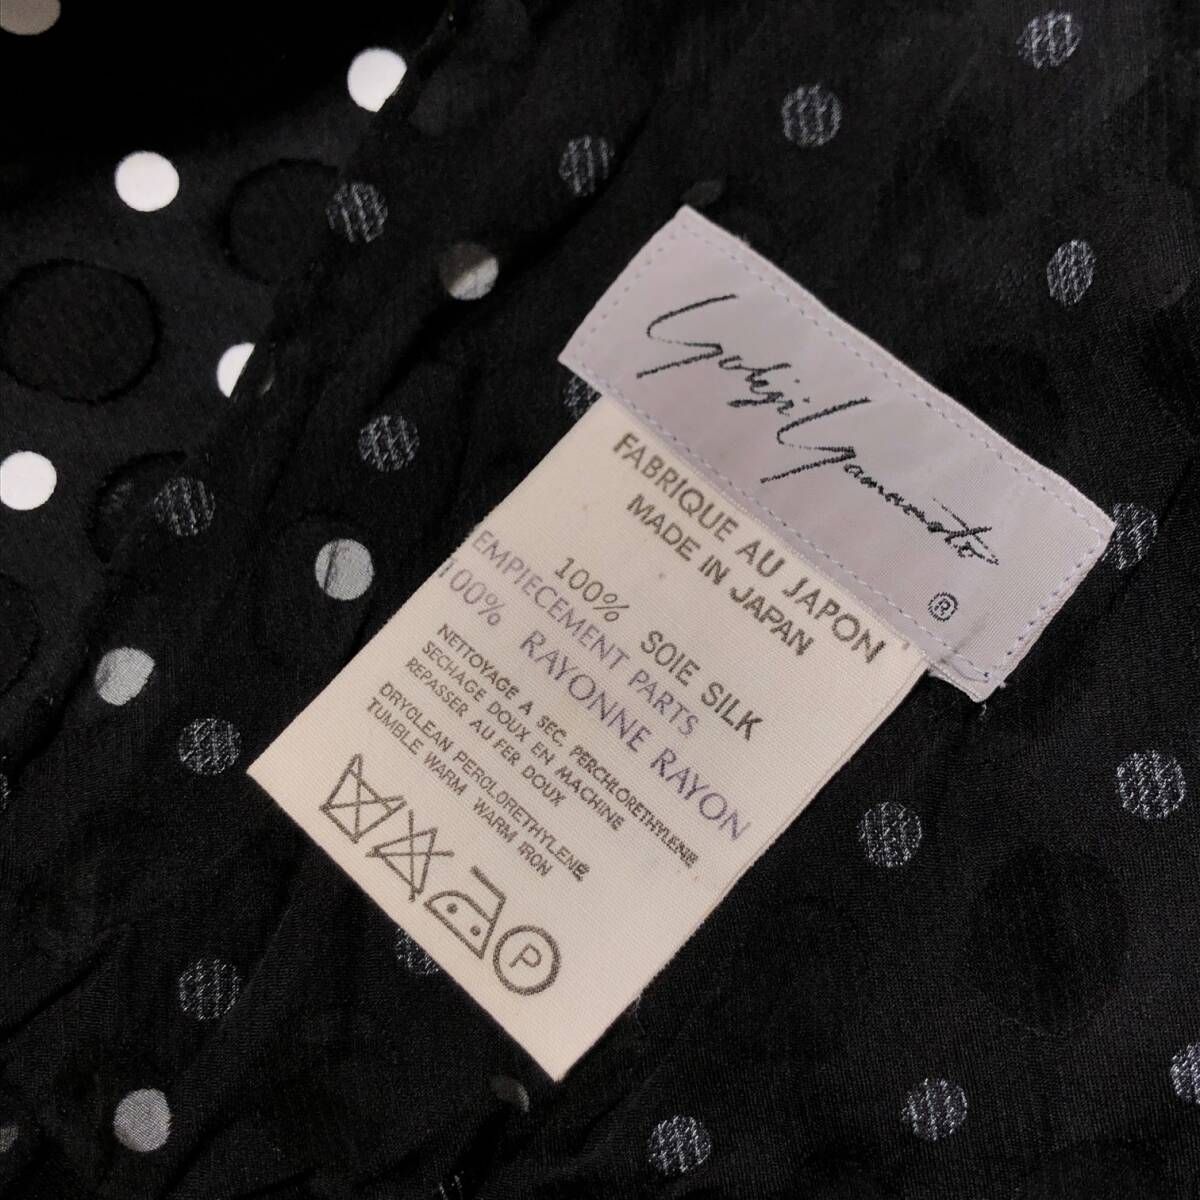 Yohji Yamamoto
®
FABRIQUE AU JAPON
MADE IN JAPAN
100% SOIE SILK
EMPIECEMENT PARTS
100% RAYONNE RAYON
NETTOYAGE A SEC, PERCHLORETHYLENE
SECHAGE DOUX EN MACHINE
REPASSER AU FER DOUX
DRYCLEAN PERCLORETHYLENE
TUMBLE WARM WARM IRON
P